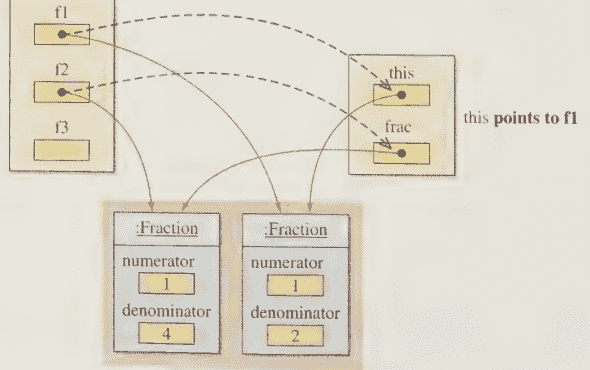 f1
f2
f3
this
frac
this points to f1
:Fraction
numerator
1
denominator
4
:Fraction
numerator
1
denominator
2